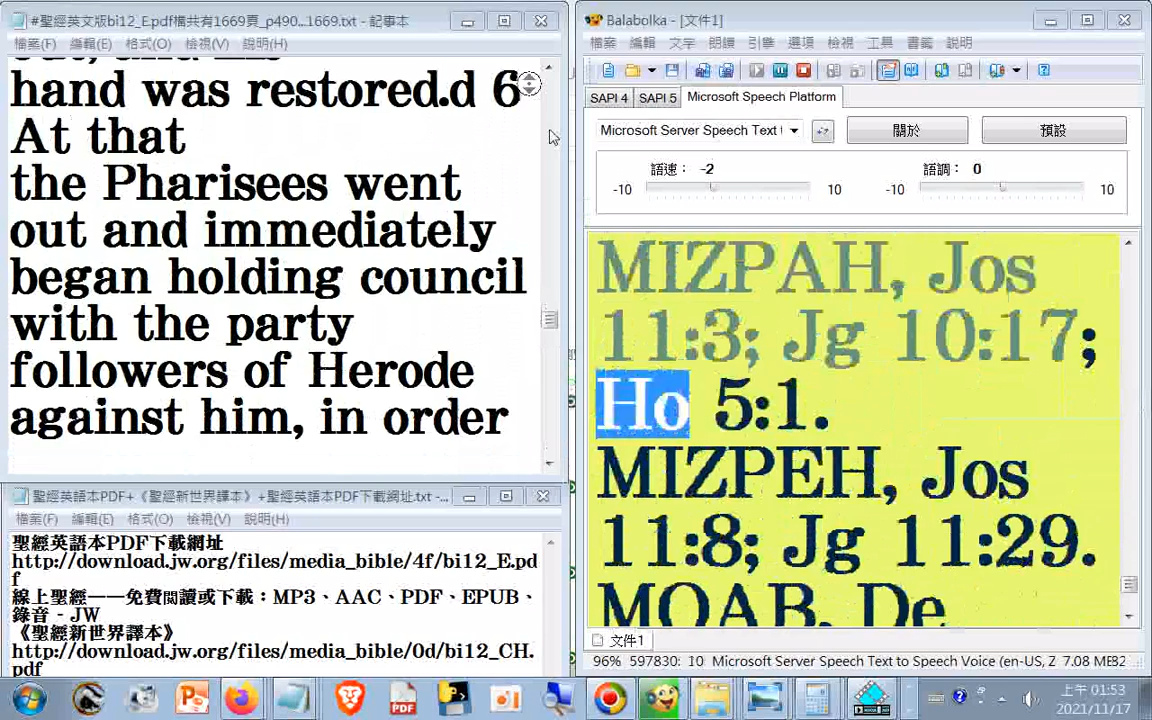 #聖經英文版bi12_E.pdf檔共有1669頁_p490...1669.txt - 記事本
檔案(F) 編輯(E) 格式(O) 檢視(V) 說明(H)
hand was restored.d 6
At that
the Pharisees went
out and immediately
began holding council
with the party
followers of Herode
against him, in order
聖經英語本PDF+《聖經新世界譯本》+聖經英語本PDF下載網址.txt -...
檔案(F) 編輯(E) 格式(O) 檢視(V) 說明(H)
聖經英語本PDF下載網址
http://download.jw.org/files/media_bible/4f/bi12_E.pd
f
線上聖經──免費閱讀或下載：MP3、AAC、PDF、EPUB、
錄音 - JW
《聖經新世界譯本》
http://download.jw.org/files/media_bible/0d/bi12_CH.
pdf
Balabolka - [文件1]
檔案 編輯 文字 朗讀 引擎 選項 檢視 工具 書籤 說明
SAPI 4 SAPI 5 Microsoft Speech Platform
Microsoft Server Speech Text 關於 預設
語速： -2 語調： 0
-10 10 -10 10
MIZPAH, Jos
11:3; Jg 10:17;
Ho 5:1.
MIZPEH, Jos
11:8; Jg 11:29.
MOAB, De
文件1
96% 597830: 10 Microsoft Server Speech Text to Speech Voice (en-US, Z 7.08 MB
上午 01:53
2021/11/17